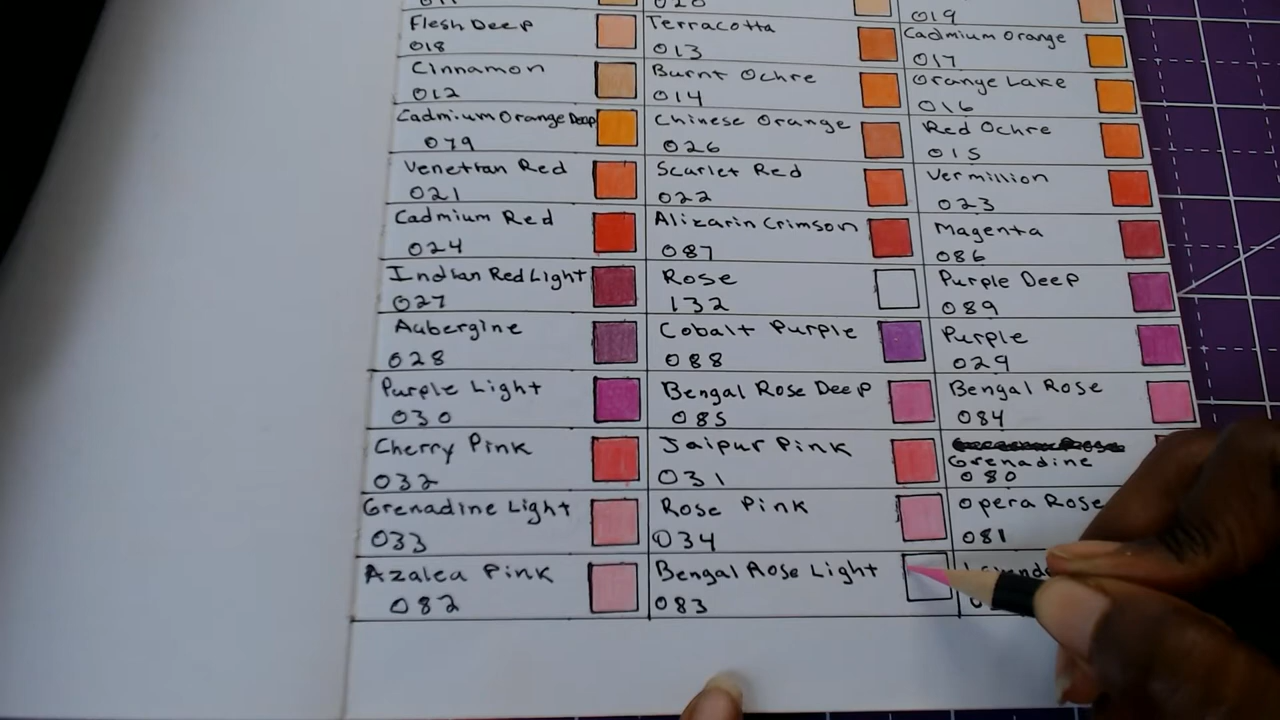 019
Flesh Deep
018
Terracotta
013
Cadmium Orange
017
Cinnamon
012
Burnt Ochre
014
Orange Lake
016
Cadmium Orange Deep
079
Chinese Orange
026
Red Ochre
015
Venetian Red
021
Scarlet Red
022
Vermillion
023
Cadmium Red
024
Alizarin Crimson
087
Magenta
086
Indian Red Light
027
Rose
132
Purple Deep
089
Aubergine
028
Cobalt Purple
088
Purple
029
Purple Light
030
Bengal Rose Deep
085
Bengal Rose
084
Cherry Pink
032
Jaipur Pink
031
Grenadine
080
Grenadine Light
033
Rose Pink
034
Opera Rose
081
Azalea Pink
082
Bengal Rose Light
083